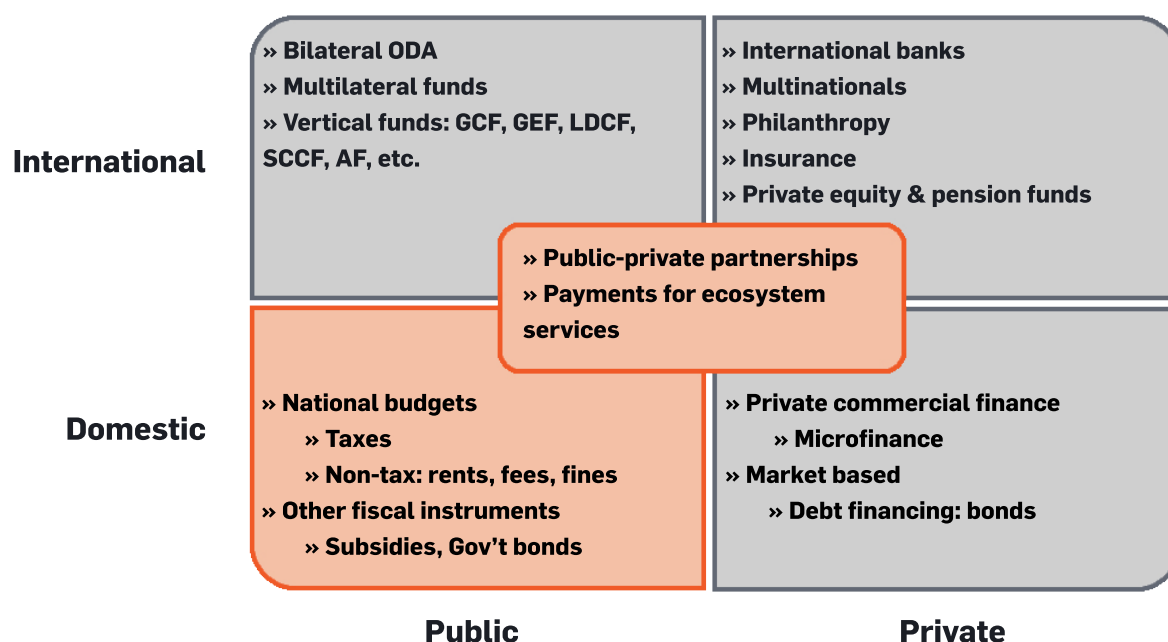 International
» Bilateral ODA
» Multilateral funds
» Vertical funds: GCF, GEF, LDCF,
SCCF, AF, etc.
» International banks
» Multinationals
» Philanthropy
» Insurance
» Private equity & pension funds
» Public-private partnerships
» Payments for ecosystem
services
Domestic
» National budgets
» Taxes
» Non-tax: rents, fees, fines
» Other fiscal instruments
» Subsidies, Gov’t bonds
» Private commercial finance
» Microfinance
» Market based
» Debt financing: bonds
Public
Private